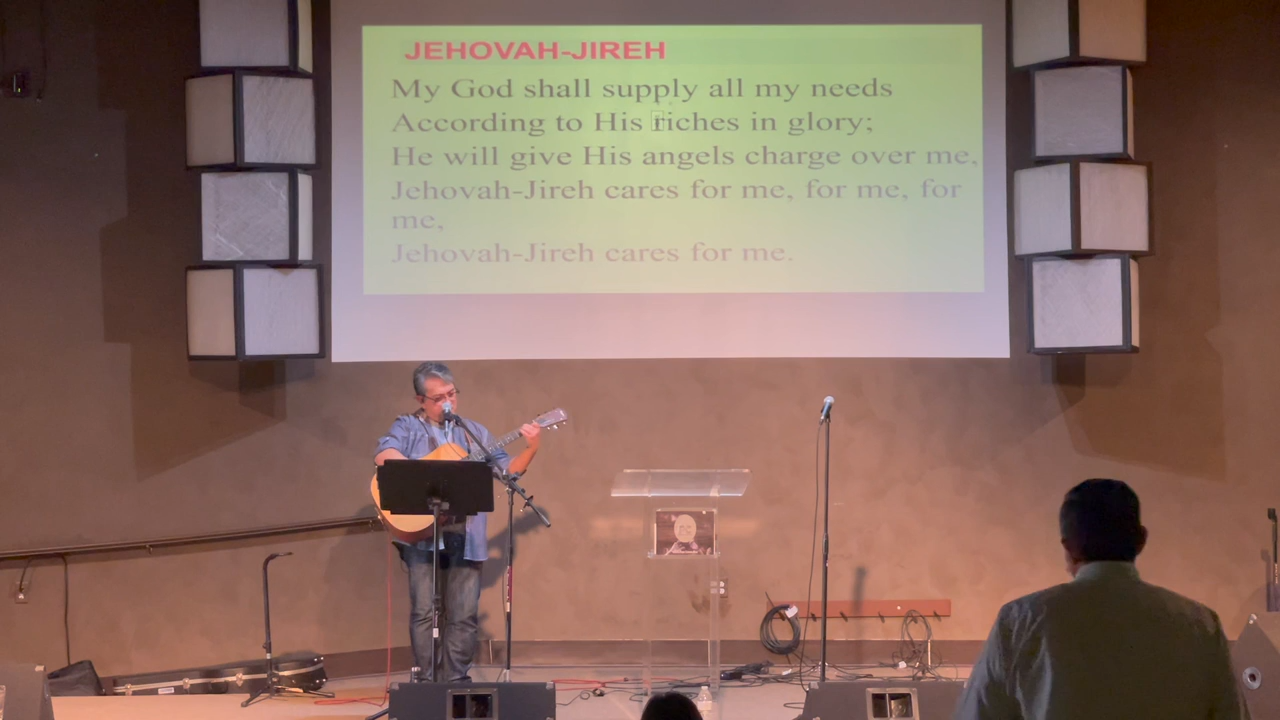 JEHOVAH-JIREH
My God shall supply all my needs
According to His riches in glory;
He will give His angels charge over me,
Jehovah-Jireh cares for me, for me, for
me,
Jehovah-Jireh cares for me.